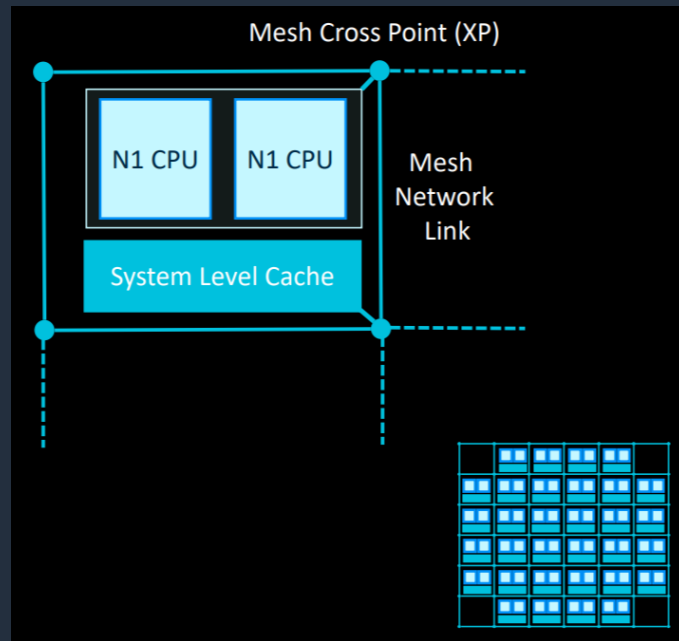 Mesh Cross Point (XP)
N1 CPU
N1 CPU
Mesh
Network
Link
System Level Cache